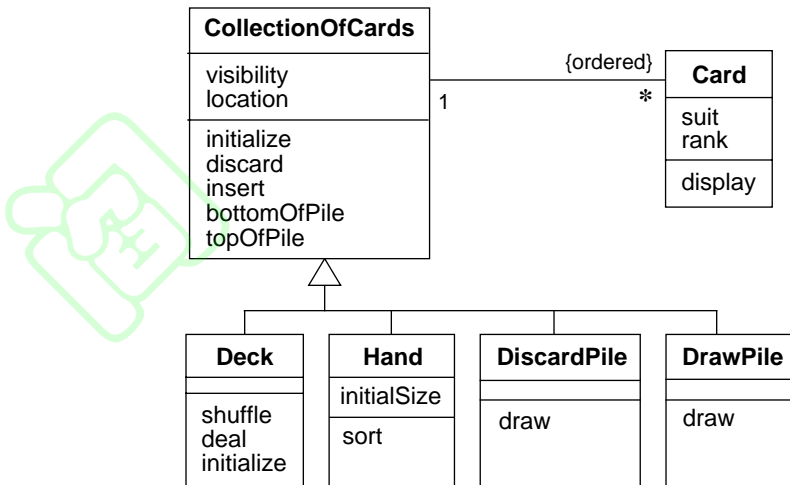 CollectionOfCards
visibility
location
initialize
discard
insert
bottomOfPile
topOfPile
{ordered}
1
*
Card
suit
rank
display
Deck
shuffle
deal
initialize
Hand
initialSize
sort
DiscardPile
draw
DrawPile
draw